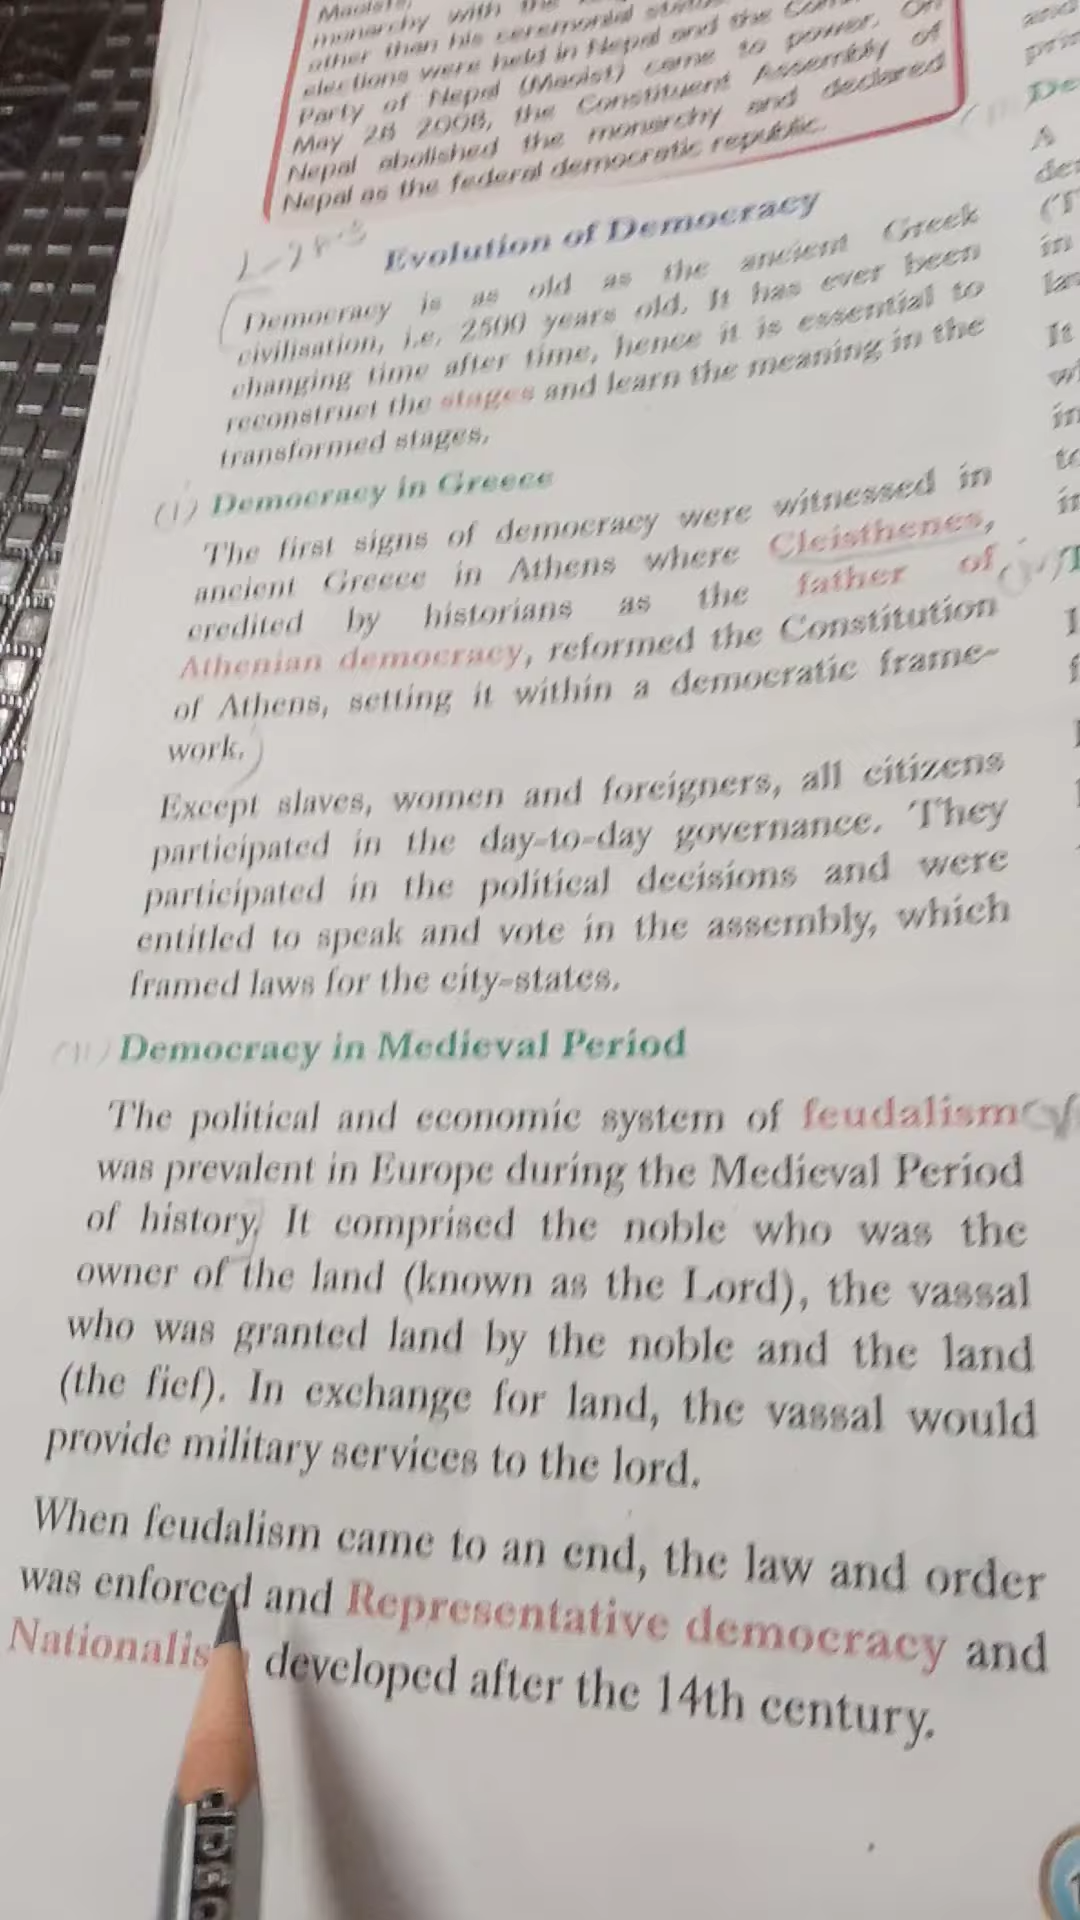 monarchy with the
other than his ceremonial status
elections were held in Nepal and the
Party of Nepal (Maoist) came to power. On
May 28 2008, the Constituent Assembly of
Nepal abolished the monarchy and declared
Nepal as the federal democratic republic.
Evolution of Democracy
Democracy is as old as the ancient Greek
civilisation, i.e. 2500 years old. It has ever been
changing time after time, hence it is essential to
reconstruct the stages and learn the meaning in the
transformed stages.
(i) Democracy in Greece
The first signs of democracy were witnessed in
ancient Greece in Athens where Cleisthenes,
credited by historians as the father of
Athenian democracy, reformed the Constitution
of Athens, setting it within a democratic frame-
work.
Except slaves, women and foreigners, all citizens
participated in the day-to-day governance. They
participated in the political decisions and were
entitled to speak and vote in the assembly, which
framed laws for the city-states.
(ii) Democracy in Medieval Period
The political and economic system of feudalism
was prevalent in Europe during the Medieval Period
of history. It comprised the noble who was the
owner of the land (known as the Lord), the vassal
who was granted land by the noble and the land
(the fief). In exchange for land, the vassal would
provide military services to the lord.
When feudalism came to an end, the law and order
was enforced and Representative democracy and
Nationalis developed after the 14th century.